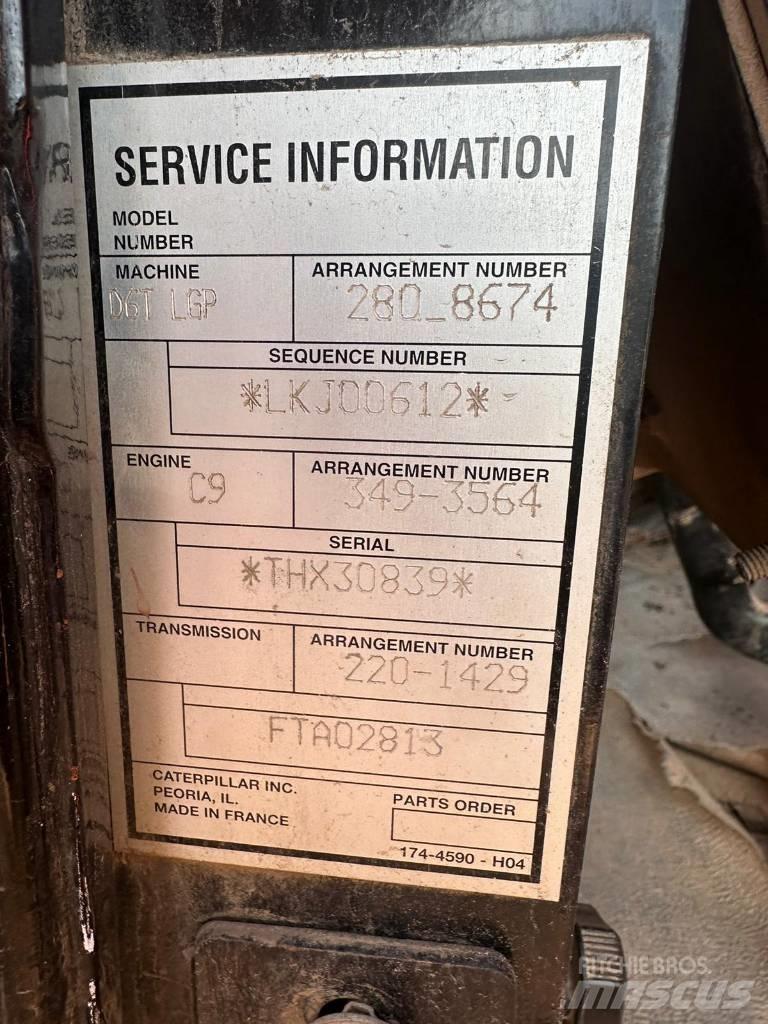 SERVICE INFORMATION
MODEL
NUMBER
MACHINE ARRANGEMENT NUMBER
D6T LGP 280_8674
SEQUENCE NUMBER
*LKJ00612*
ENGINE ARRANGEMENT NUMBER
C9 349-3564
SERIAL
*THX30839*
TRANSMISSION ARRANGEMENT NUMBER
220-1429
FTA02813
CATERPILLAR INC.
PEORIA, IL.
MADE IN FRANCE
PARTS ORDER
174-4590 - H04
RITCHIE BROS.
MASCUS